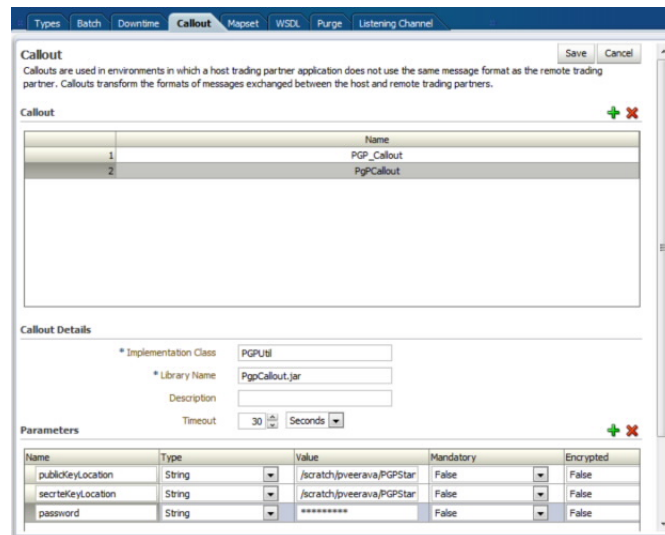 Types Batch Downtime Callout Mapset WSDL Purge Listening Channel
Callout Save Cancel
Callouts are used in environments in which a host trading partner application does not use the same message format as the remote trading
partner. Callouts transform the formats of messages exchanged between the host and remote trading partners.
Callout
Name
1 PGP_Callout
2 PgPCallout
Callout Details
* Implementation Class PGPUtil
* Library Name PgpCallout.jar
Description
Timeout 30 Seconds
Parameters
Name Type Value Mandatory Encrypted
publicKeyLocation String /scratch/pveerava/PGPStar False False
secrteKeyLocation String /scratch/pveerava/PGPStar False False
password String ********* False False